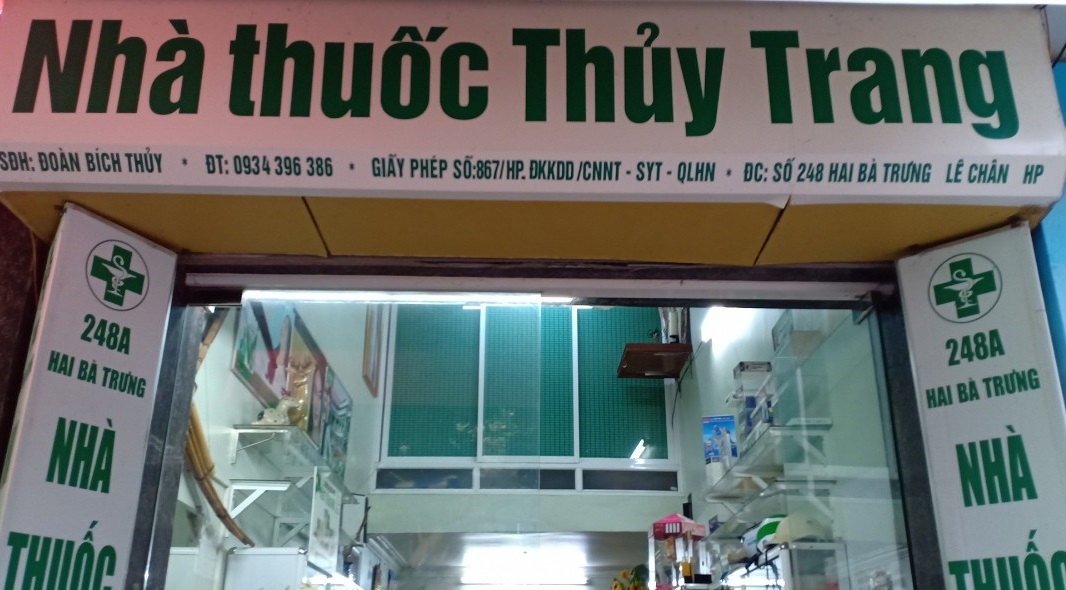 Nhà thuốc Thủy Trang
SĐH: ĐOÀN BÍCH THỦY * ĐT: 0934 396 386 * GIẤY PHÉP SỐ:867/HP. ĐKKDD/CNNT - SYT - QLHN * ĐC: SỐ 248 HAI BÀ TRƯNG LÊ CHÂN HP
248A
HAI BÀ TRƯNG
NHÀ
THUỐC
248A
HAI BÀ TRƯNG
NHÀ
THUỐC